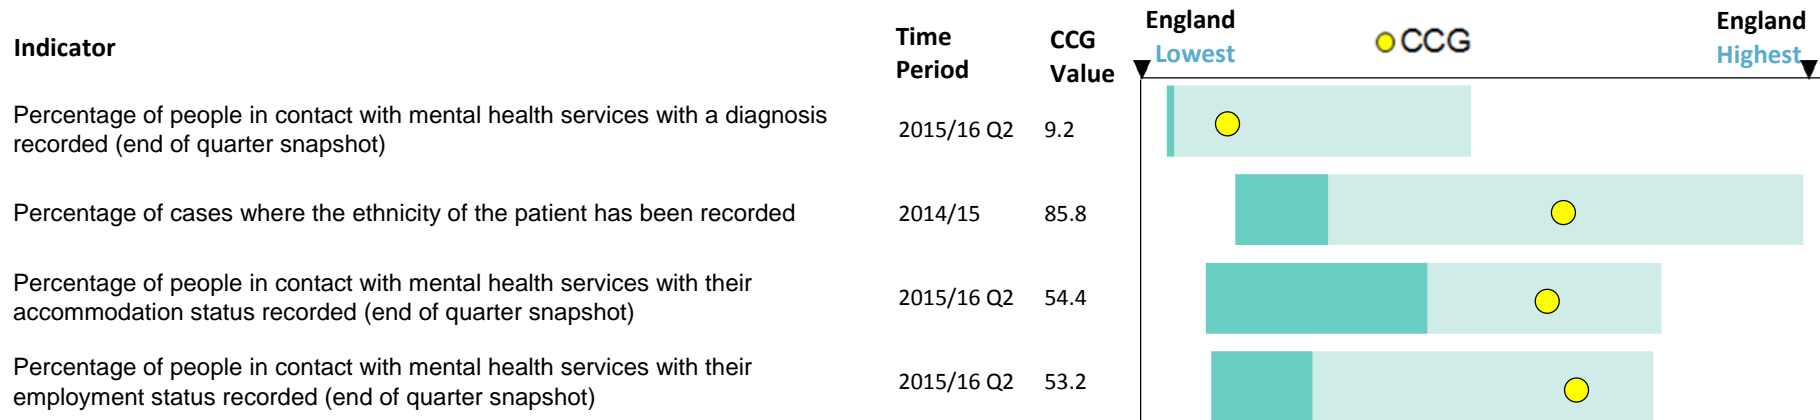 Indicator
Time
Period
CCG
Value
England
Lowest
CCG
England
Highest
Percentage of people in contact with mental health services with a diagnosis
recorded (end of quarter snapshot)
2015/16 Q2
9.2
Percentage of cases where the ethnicity of the patient has been recorded
2014/15
85.8
Percentage of people in contact with mental health services with their
accommodation status recorded (end of quarter snapshot)
2015/16 Q2
54.4
Percentage of people in contact with mental health services with their
employment status recorded (end of quarter snapshot)
2015/16 Q2
53.2